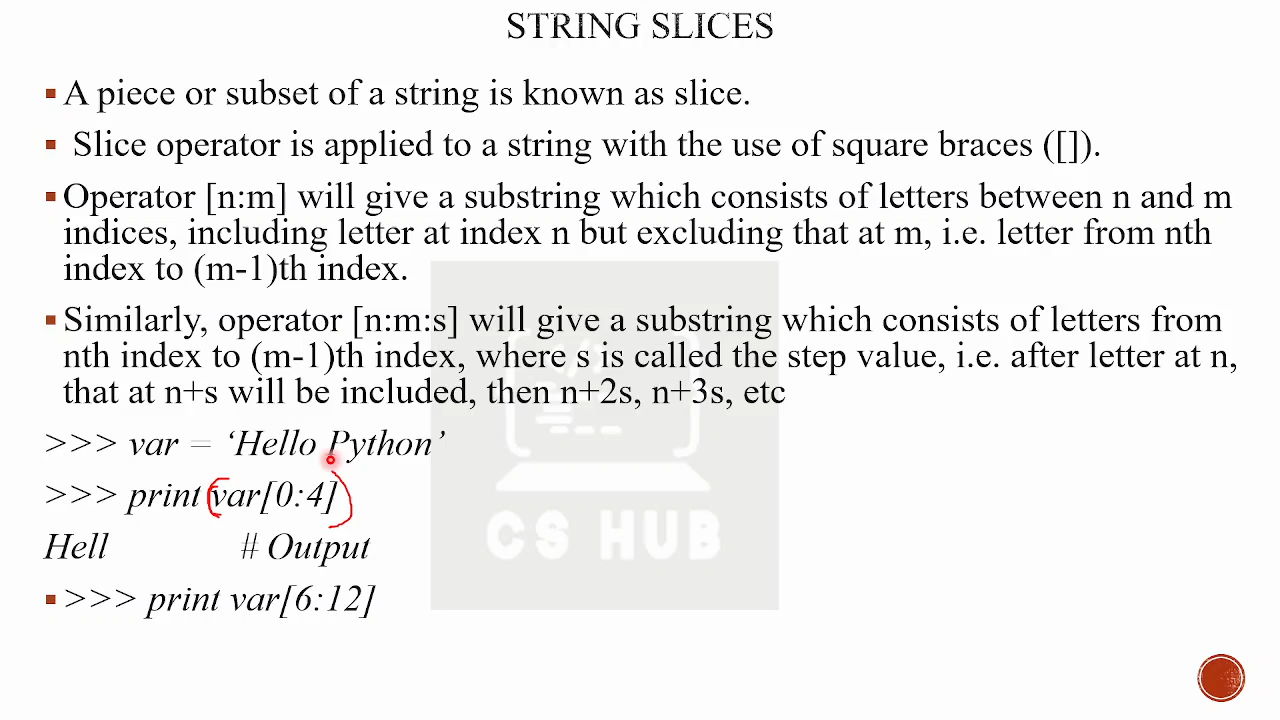 STRING SLICES
▪ A piece or subset of a string is known as slice.
▪ Slice operator is applied to a string with the use of square braces ([]).
▪ Operator [n:m] will give a substring which consists of letters between n and m
indices, including letter at index n but excluding that at m, i.e. letter from nth
index to (m-1)th index.
▪ Similarly, operator [n:m:s] will give a substring which consists of letters from
nth index to (m-1)th index, where s is called the step value, i.e. after letter at n,
that at n+s will be included, then n+2s, n+3s, etc
>>> var = ‘Hello Python’
>>> print (var[0:4])
Hell # Output
▪ >>> print var[6:12]
CS HUB